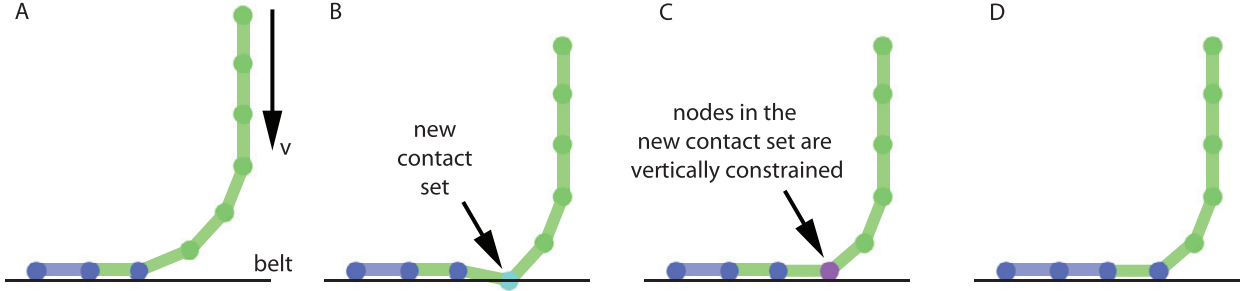 A
v
belt
B
new
contact
set
C
nodes in the
new contact set are
vertically constrained
D